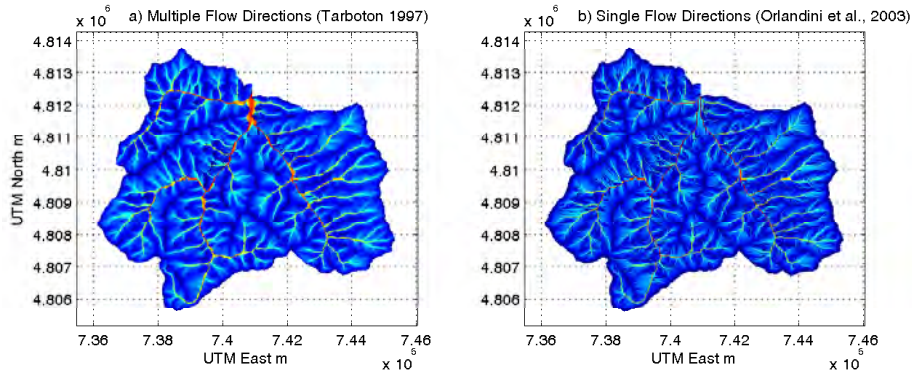 a) Multiple Flow Directions (Tarboton 1997)
x 10^6
4.814
4.813
4.812
4.811
4.81
4.809
4.808
4.807
4.806
UTM North m
7.36 7.38 7.4 7.42 7.44 7.46
UTM East m
x 10^5
b) Single Flow Directions (Orlandini et al., 2003)
x 10^6
4.814
4.813
4.812
4.811
4.81
4.809
4.808
4.807
4.806
7.36 7.38 7.4 7.42 7.44 7.46
UTM East m
x 10^5